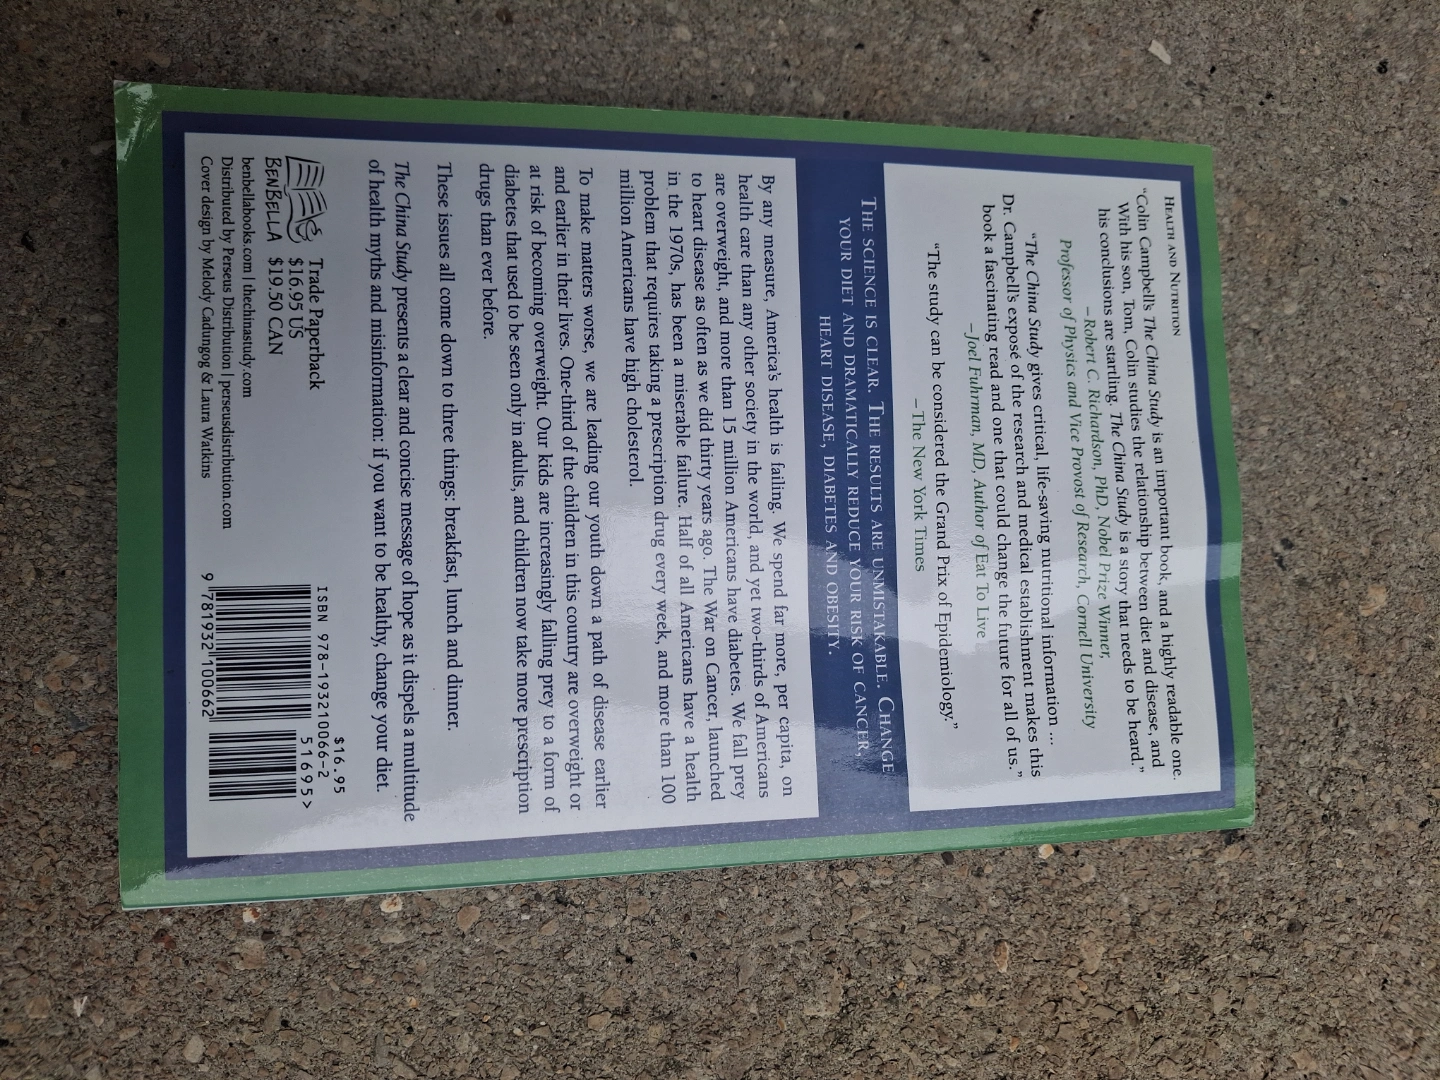 HEALTH AND NUTRITION
“Colin Campbell's The China Study is an important book, and a highly readable one.
With his son, Tom, Colin studies the relationship between diet and disease, and
his conclusions are startling. The China Study is a story that needs to be heard.”
–Robert C. Richardson, PhD, Nobel Prize Winner,
Professor of Physics and Vice Provost of Research, Cornell University
“The China Study gives critical, life-saving nutritional information ...
Dr. Campbell's exposé of the research and medical establishment makes this
book a fascinating read and one that could change the future for all of us.”
–Joel Fuhrman, MD, Author of Eat To Live
“The study can be considered the Grand Prix of Epidemiology.”
–The New York Times
THE SCIENCE IS CLEAR. THE RESULTS ARE UNMISTAKABLE. CHANGE
YOUR DIET AND DRAMATICALLY REDUCE YOUR RISK OF CANCER,
HEART DISEASE, DIABETES AND OBESITY.
By any measure, America's health is failing. We spend far more, per capita, on
health care than any other society in the world, and yet two-thirds of Americans
are overweight, and more than 15 million Americans have diabetes. We fall prey
to heart disease as often as we did thirty years ago. The War on Cancer, launched
in the 1970s, has been a miserable failure. Half of all Americans have a health
problem that requires taking a prescription drug every week, and more than 100
million Americans have high cholesterol.
To make matters worse, we are leading our youth down a path of disease earlier
and earlier in their lives. One-third of the children in this country are overweight or
at risk of becoming overweight. Our kids are increasingly falling prey to a form of
diabetes that used to be seen only in adults, and children now take more prescription
drugs than ever before.
These issues all come down to three things: breakfast, lunch and dinner.
The China Study presents a clear and concise message of hope as it dispels a multitude
of health myths and misinformation: if you want to be healthy, change your diet.
Trade Paperback
$16.95 US
$19.50 CAN
BENBELLA
benbellabooks.com | thechinastudy.com
Distributed by Perseus Distribution | perseusdistribution.com
Cover design by Melody Cadungog & Laura Watkins
$16.95
ISBN 978-193210066-2
51695>
9 781932 100662